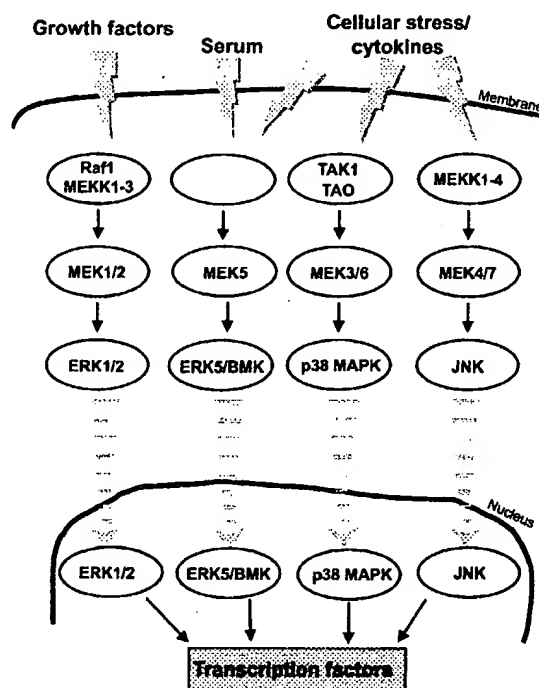 Growth factors
Serum
Cellular stress/
cytokines
Membrane
Raf1
MEKK1-3
TAK1
TAO
MEKK1-4
MEK1/2
MEK5
MEK3/6
MEK4/7
ERK1/2
ERK5/BMK
p38 MAPK
JNK
Nucleus
ERK1/2
ERK5/BMK
p38 MAPK
JNK
Transcription factors